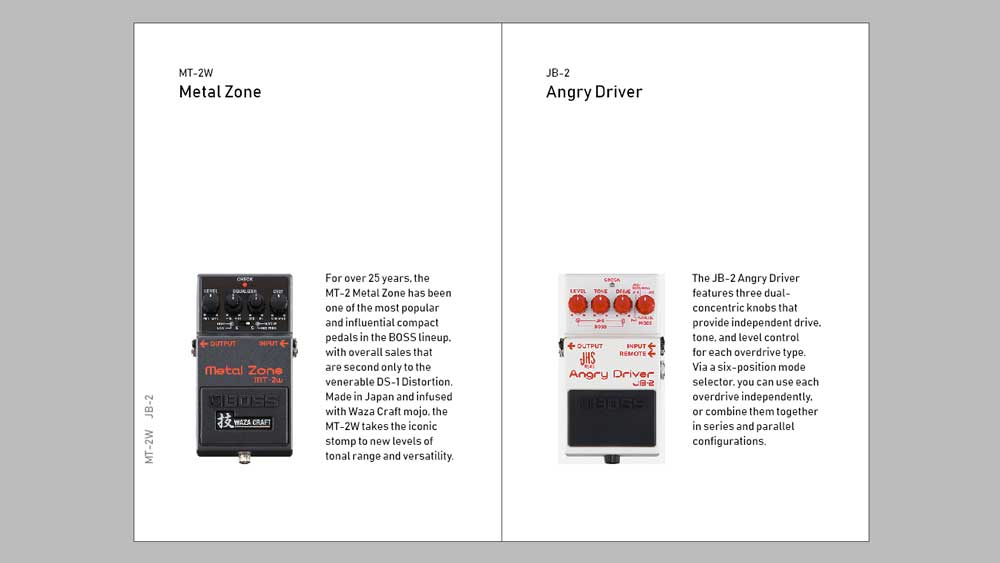 MT-2W
Metal Zone
For over 25 years, the
MT-2 Metal Zone has been
one of the most popular
and influential compact
pedals in the BOSS lineup,
with overall sales that
are second only to the
venerable DS-1 Distortion.
Made in Japan and infused
with Waza Craft mojo, the
MT-2W takes the iconic
stomp to new levels of
tonal range and versatility.
CHECK
LEVEL EQUALIZER DIST
OUTPUT INPUT
Metal Zone
MT-2w
BOSS
技 WAZA CRAFT
MT-2W JB-2
JB-2
Angry Driver
CHECK
LEVEL TONE DRIVE
MODE
BOSS
OUTPUT INPUT
REMOTE
JHS
Angry Driver
JB-2
BOSS
The JB-2 Angry Driver
features three dual-
concentric knobs that
provide independent drive,
tone, and level control
for each overdrive type.
Via a six-position mode
selector, you can use each
overdrive independently,
or combine them together
in series and parallel
configurations.